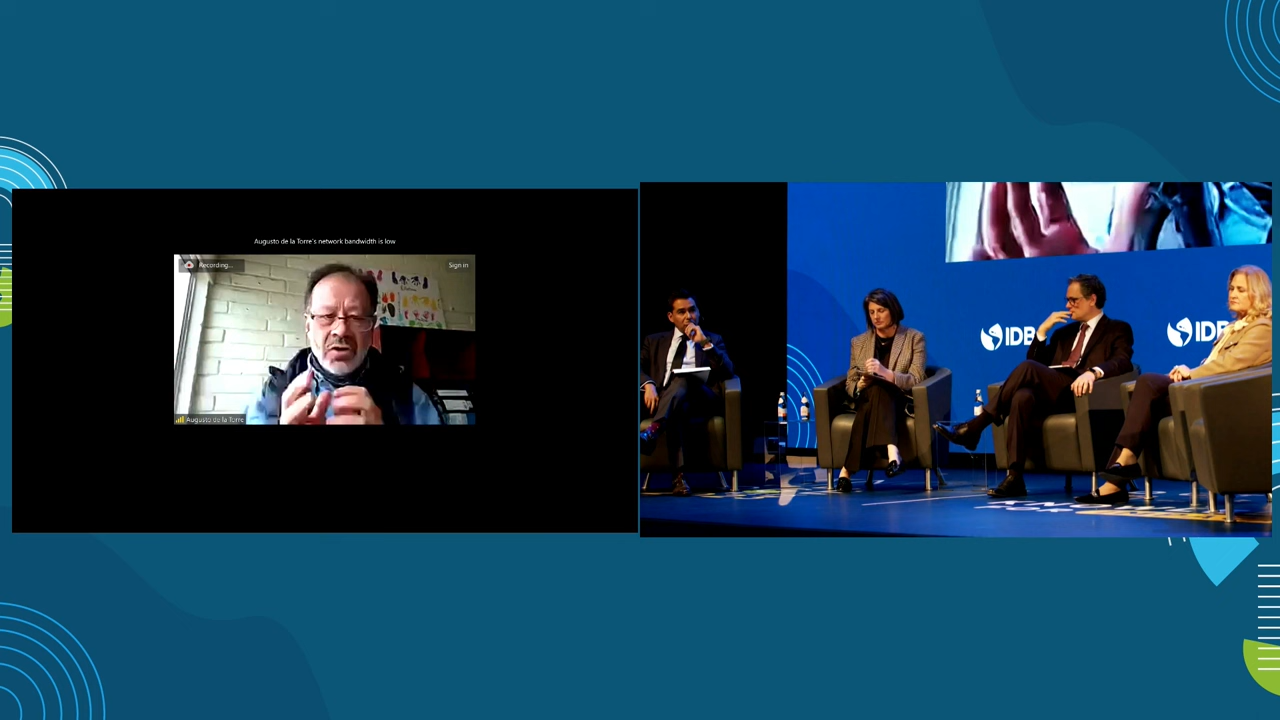 Augusto de la Torre's network bandwidth is low
Recording...
Sign in
Augusto de la Torre
IDB
IDB